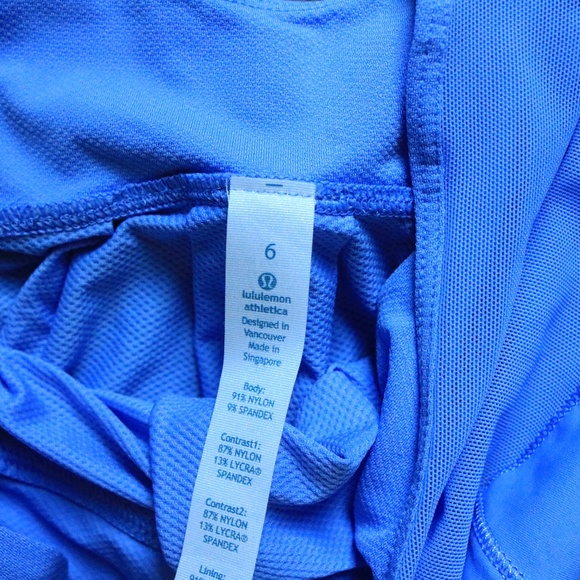 6
lululemon
athletica
Designed in
Vancouver
Made in
Singapore
Body:
91% NYLON
9% SPANDEX
Contrast1:
87% NYLON
13% LYCRA®
SPANDEX
Contrast2:
87% NYLON
13% LYCRA®
SPANDEX
Lining: